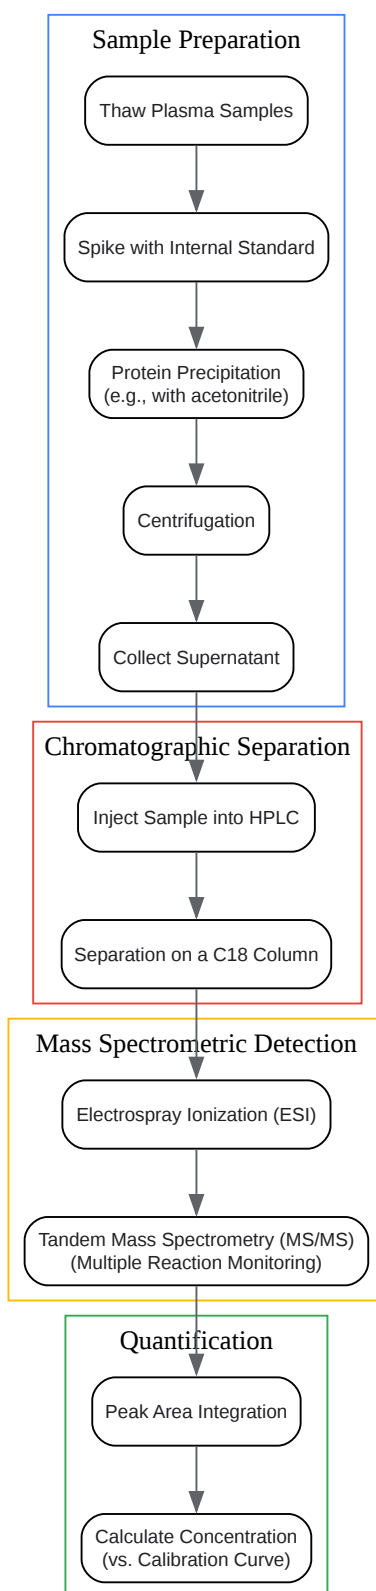 Sample Preparation
Thaw Plasma Samples
Spike with Internal Standard
Protein Precipitation
(e.g., with acetonitrile)
Centrifugation
Collect Supernatant
Chromatographic Separation
Inject Sample into HPLC
Separation on a C18 Column
Mass Spectrometric Detection
Electrospray Ionization (ESI)
Tandem Mass Spectrometry (MS/MS)
(Multiple Reaction Monitoring)
Quantification
Peak Area Integration
Calculate Concentration
(vs. Calibration Curve)